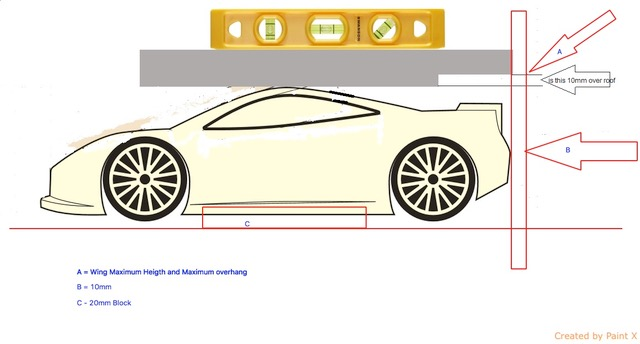 A
is this 10mm over roof
B
C
A = Wing Maximum Heigth and Maximum overhang
B = 10mm
C - 20mm Block
Created by Paint X